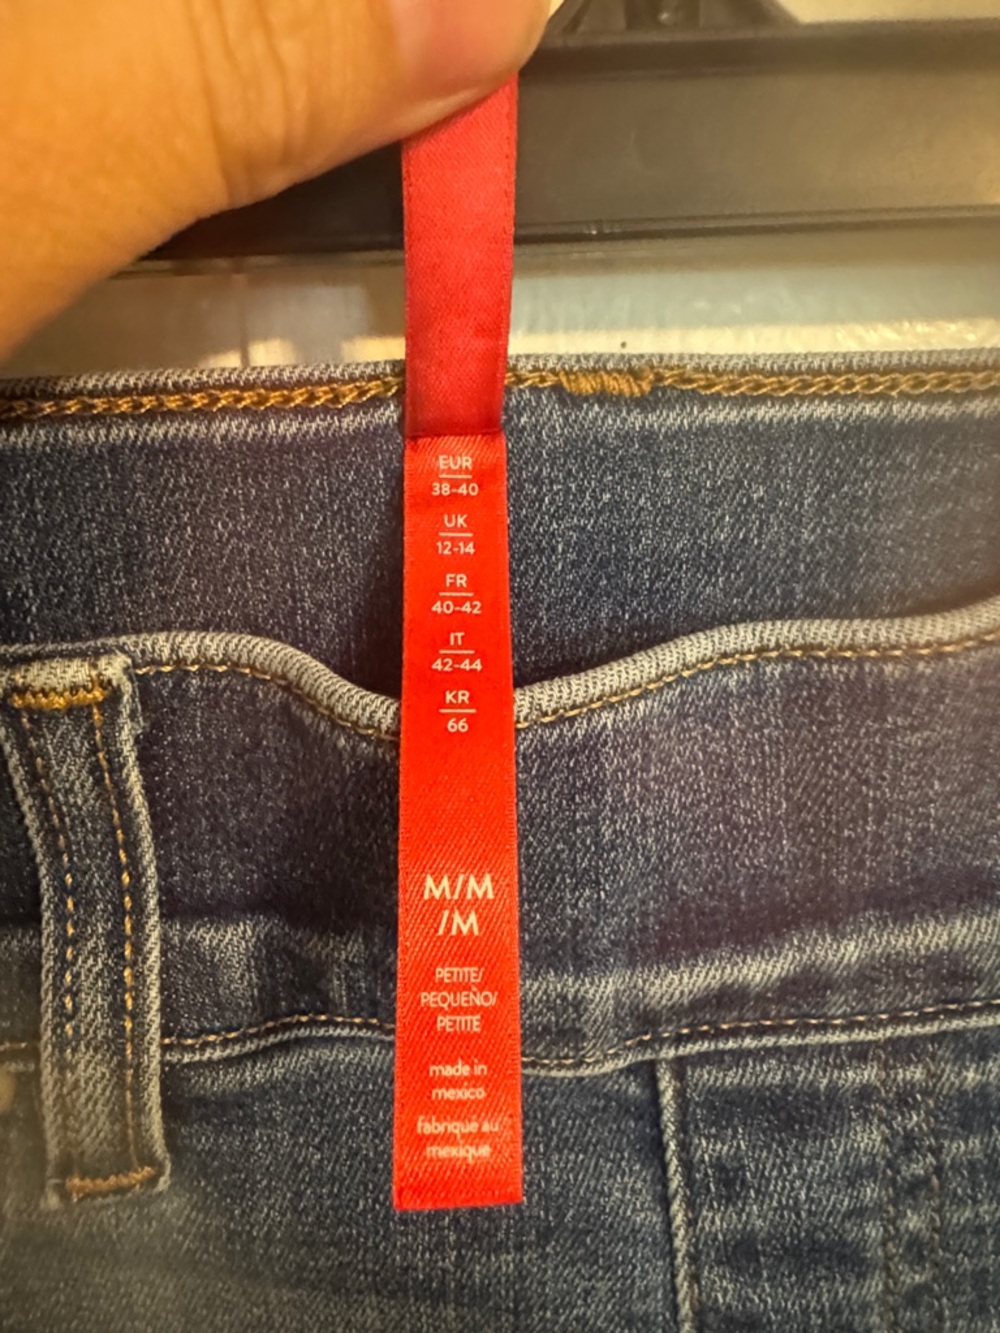 EUR
38-40
UK
12-14
FR
40-42
IT
42-44
KR
66
M/M
/M
PETITE/
PEQUEÑO/
PETITE
made in
mexico
fabriqué au
mexique